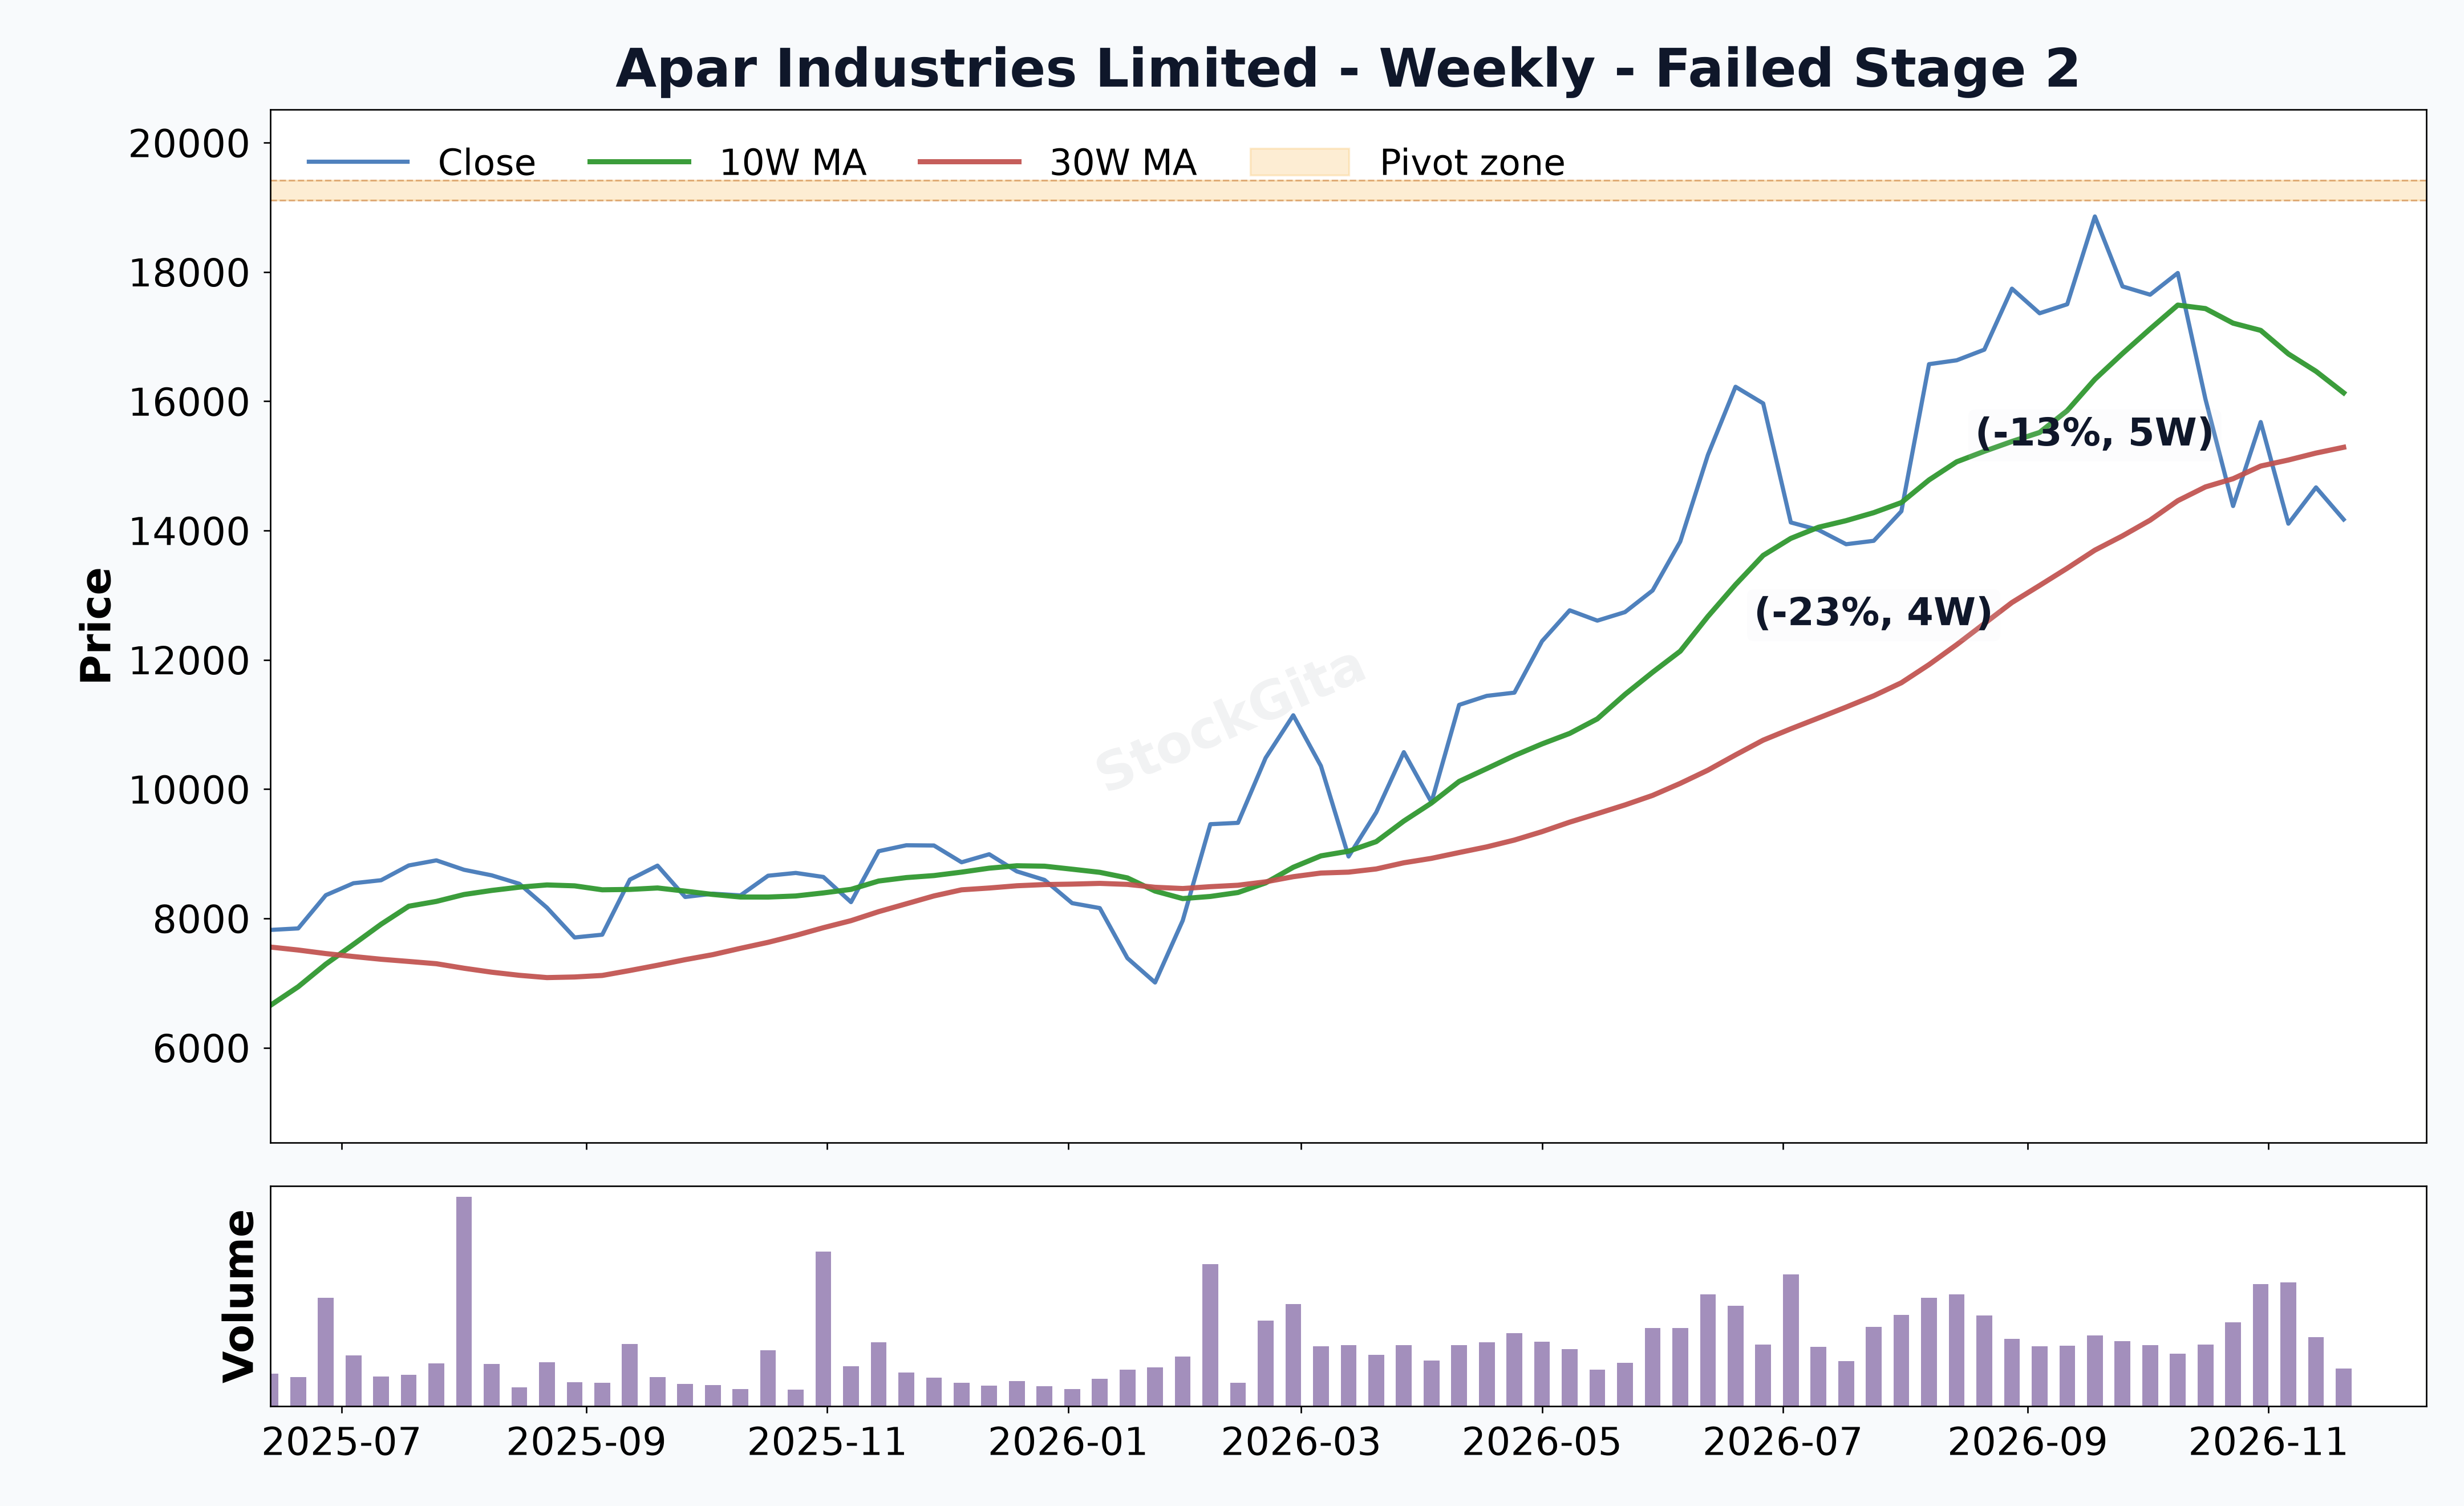 Apar Industries Limited - Weekly - Failed Stage 2
Close 10W MA 30W MA Pivot zone
Price
20000
18000
16000
14000
12000
10000
8000
6000
(-13%, 5W)
(-23%, 4W)
StockGita
Volume
2025-07 2025-09 2025-11 2026-01 2026-03 2026-05 2026-07 2026-09 2026-11